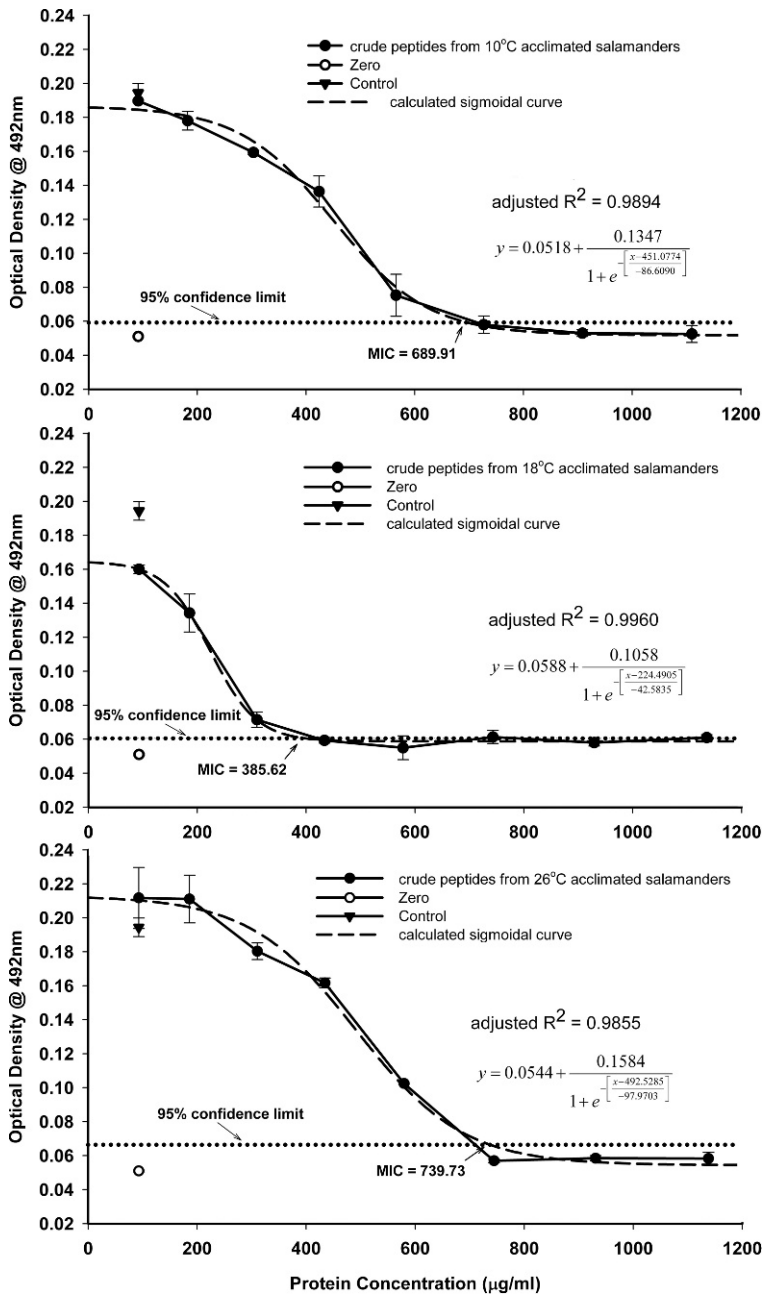 0.24
0.22
0.20
0.18
0.16
0.14
0.12
0.10
0.08
0.06
0.04
0.02
Optical Density @ 492nm
crude peptides from 10°C acclimated salamanders
Zero
Control
calculated sigmoidal curve
adjusted R² = 0.9894
y = 0.0518 + 0.1347 / 1 + e^-[x−451.0774 / −86.6090]
95% confidence limit
MIC = 689.91
0 200 400 600 800 1000 1200
0.24
0.22
0.20
0.18
0.16
0.14
0.12
0.10
0.08
0.06
0.04
0.02
Optical Density @ 492nm
crude peptides from 18°C acclimated salamanders
Zero
Control
calculated sigmoidal curve
adjusted R² = 0.9960
y = 0.0588 + 0.1058 / 1 + e^-[x−224.4905 / −42.5835]
95% confidence limit
MIC = 385.62
0 200 400 600 800 1000 1200
0.24
0.22
0.20
0.18
0.16
0.14
0.12
0.10
0.08
0.06
0.04
0.02
Optical Density @ 492nm
crude peptides from 26°C acclimated salamanders
Zero
Control
calculated sigmoidal curve
adjusted R² = 0.9855
y = 0.0544 + 0.1584 / 1 + e^-[x−492.5285 / −97.9703]
95% confidence limit
MIC = 739.73
0 200 400 600 800 1000 1200
Protein Concentration (μg/ml)